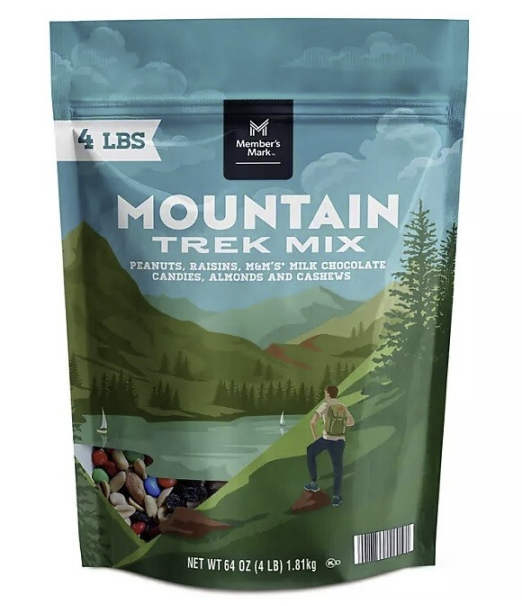 4 LBS
Member's
Mark™
MOUNTAIN
TREK MIX
PEANUTS, RAISINS, M&M'S® MILK CHOCOLATE
CANDIES, ALMONDS AND CASHEWS
NET WT 64 OZ (4 LB) 1.81kg